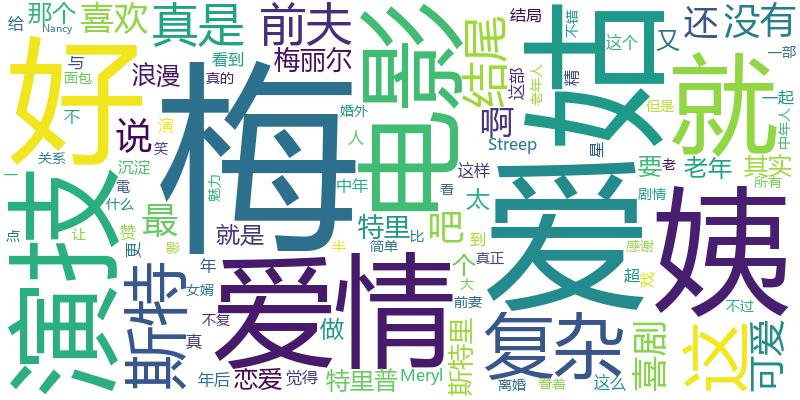 给
那个
Nancy
喜欢
真是
前夫
电影
结尾
结局
不错
姑
这个
还
没有
一部
与
面包
看到
真的
浪漫
梅丽尔
这部
老年人
精
又
好
梅
就
但是
一起
中年人
不
说
演
笑
婚外
啊
Streep
星
关系
沉淀
人
爱
姨
要
老
老年
其实
一
電
魅力
中年
看
这样
太
剧情
所有
演技
什么
最
特里
吧
点
让
赞
更
影
就是
半
简单
比
到
真正
感谢
斯特
年
爱情
个
大
超
戏
女婿
前妻
复杂
喜剧
这
可爱
不过
不复
真
做
斯特里
年后
恋爱
觉得
特里普
Meryl
离婚
看着
这么